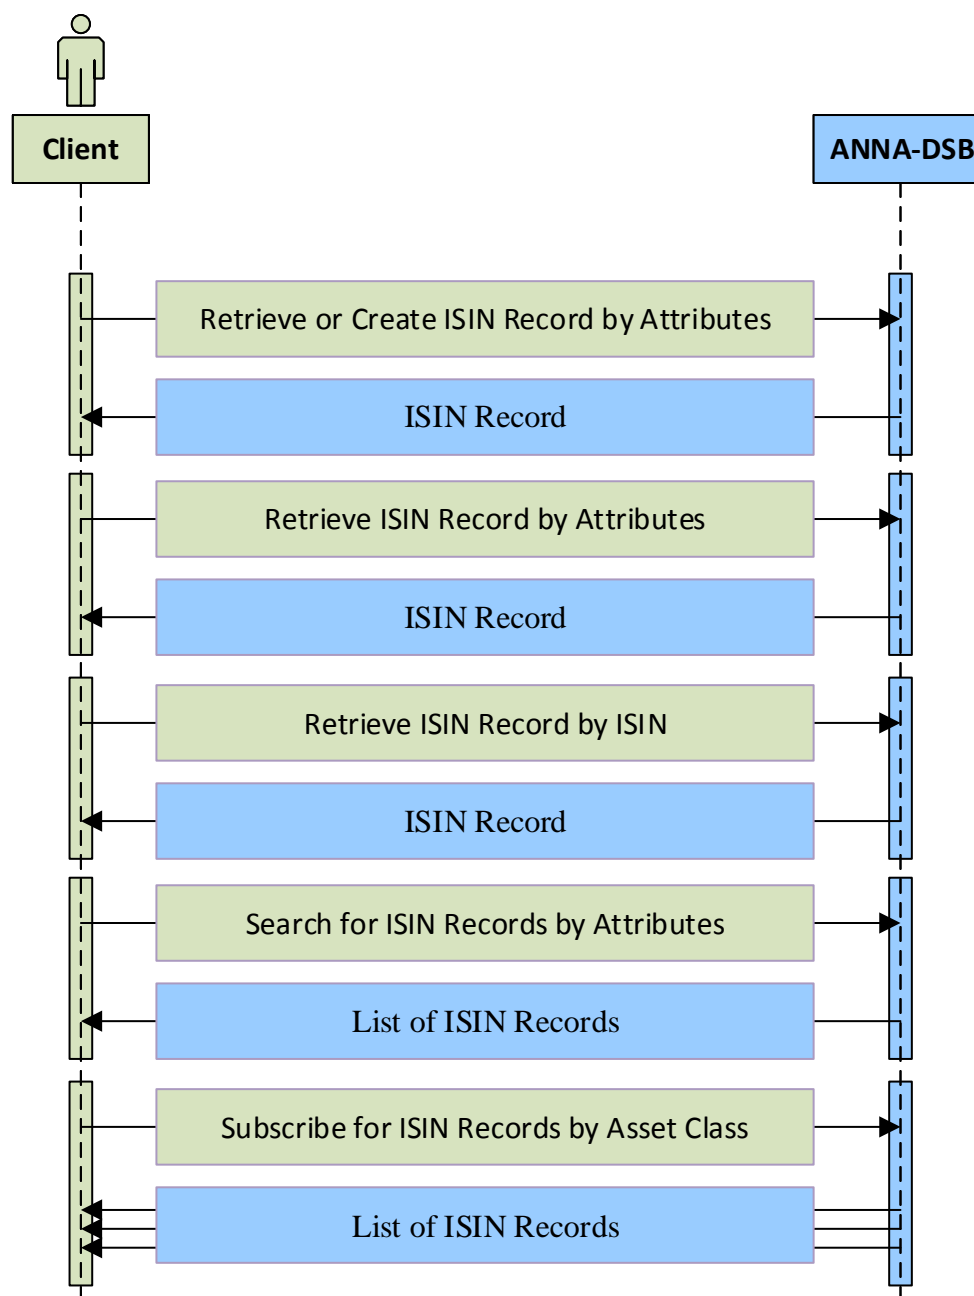 Client
ANNA-DSB
Retrieve or Create ISIN Record by Attributes
ISIN Record
Retrieve ISIN Record by Attributes
ISIN Record
Retrieve ISIN Record by ISIN
ISIN Record
Search for ISIN Records by Attributes
List of ISIN Records
Subscribe for ISIN Records by Asset Class
List of ISIN Records